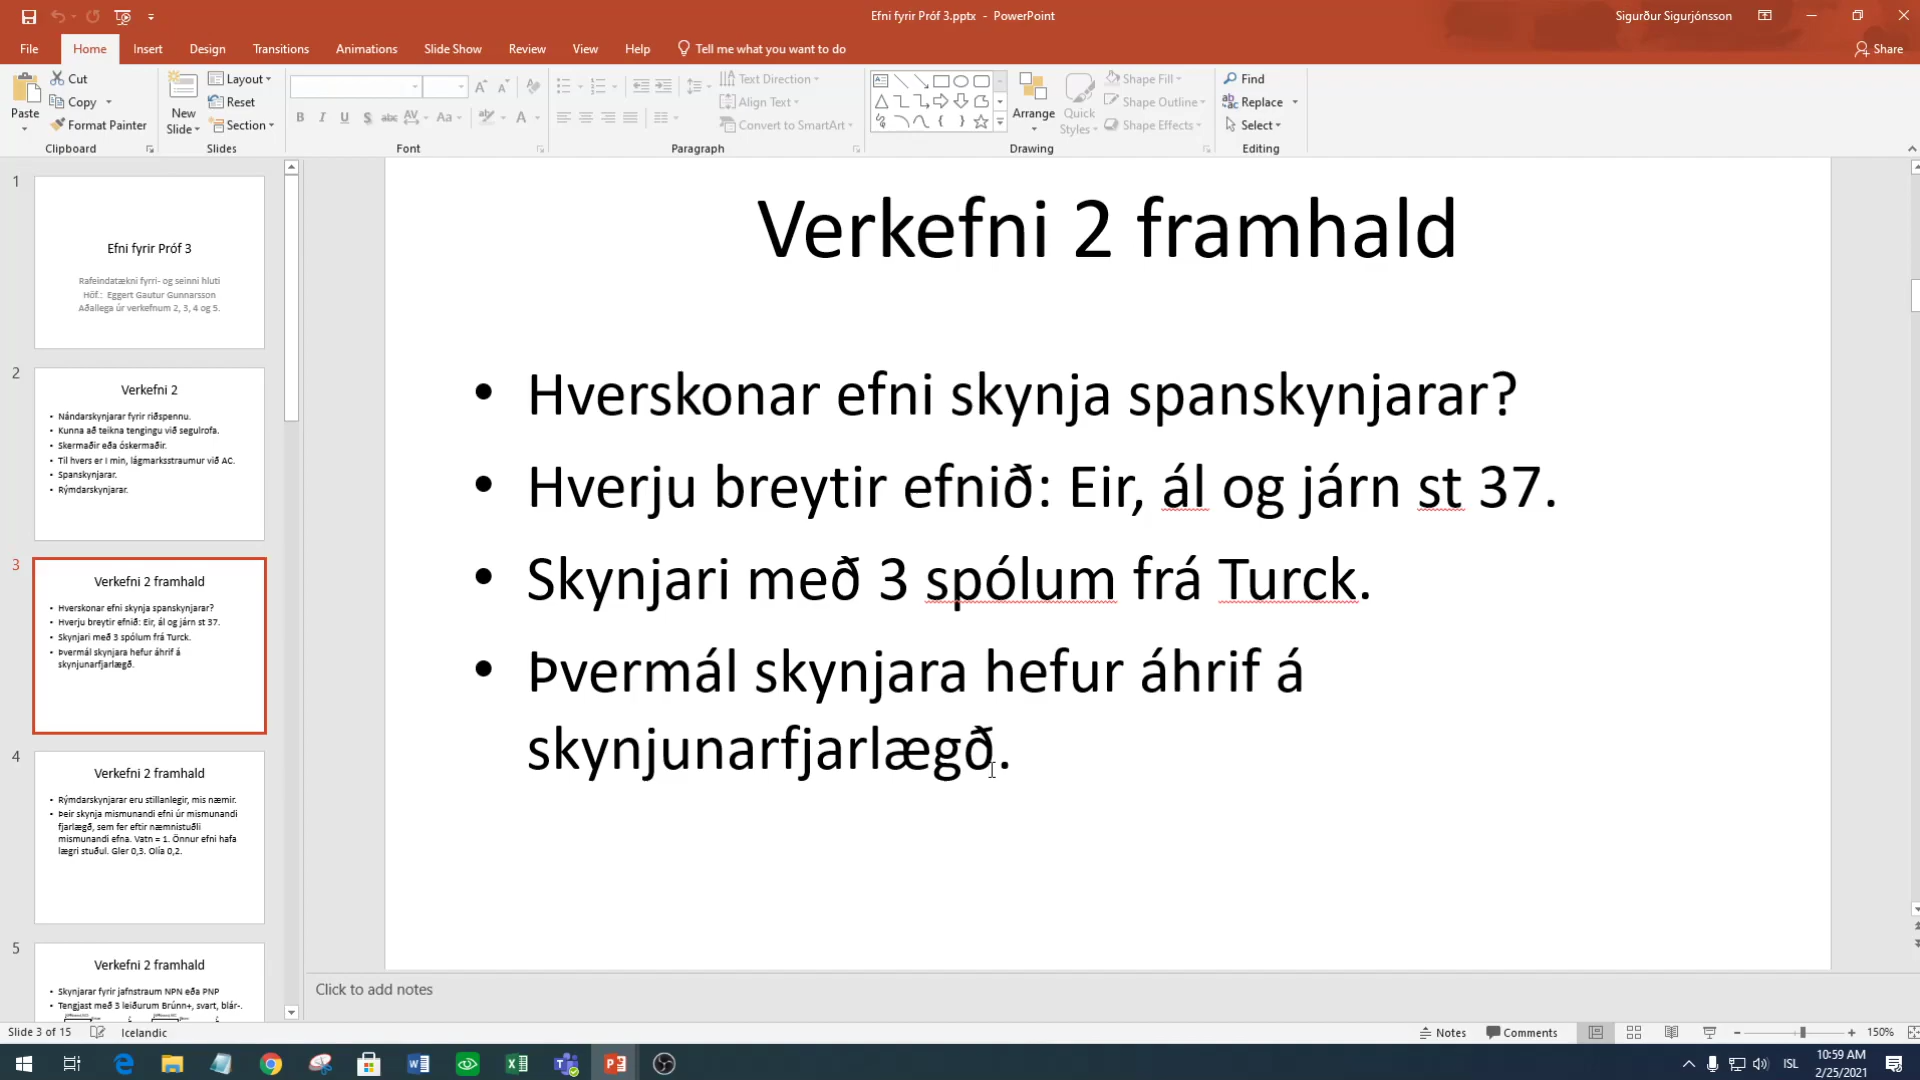 Efni fyrir Próf 3.pptx - PowerPoint
Sigurður Sigurjónsson
File Home Insert Design Transitions Animations Slide Show Review View Help Tell me what you want to do Share
Paste
Cut
Copy
Format Painter
Clipboard
New Slide
Layout
Reset
Section
Slides
Font
Text Direction
Align Text
Convert to SmartArt
Paragraph
Arrange
Quick Styles
Shape Fill
Shape Outline
Shape Effects
Drawing
Find
Replace
Select
Editing
1
Efni fyrir Próf 3
Rafeindatækni fyrri- og seinni hluti
Höf.: Eggert Gautur Gunnarsson
Aðallega úr verkefnum 2, 3, 4 og 5.
2
Verkefni 2
• Nándarskynjarar fyrir riðspennu.
• Kunna að teikna tengingu við segulrofa.
• Skermaðir eða óskermaðir.
• Til hvers er I min, lágmarksstraumur við AC.
• Spanskynjarar.
• Rýmdarskynjarar.
3
Verkefni 2 framhald
• Hverskonar efni skynja spanskynjarar?
• Hverju breytir efnið: Eir, ál og járn st 37.
• Skynjari með 3 spólum frá Turck.
• Þvermál skynjara hefur áhrif á
skynjunarfjarlægð.
4
Verkefni 2 framhald
• Rýmdarskynjarar eru stillanlegir, mis næmir.
• Þeir skynja mismunandi efni úr mismunandi
fjarlægð, sem fer eftir næmnistuðli
mismunandi efna. Vatn = 1. Önnur efni hafa
lægri stuðul. Gler 0,3. Olía 0,2.
5
Verkefni 2 framhald
• Skynjarar fyrir jafnstraum NPN eða PNP
• Tengjast með 3 leiðurum Brúnn+, svart, blár-.
Verkefni 2 framhald
• Hverskonar efni skynja spanskynjarar?
• Hverju breytir efnið: Eir, ál og járn st 37.
• Skynjari með 3 spólum frá Turck.
• Þvermál skynjara hefur áhrif á
skynjunarfjarlægð.
Click to add notes
Slide 3 of 15 Icelandic Notes Comments 150%
ISL
10:59 AM
2/25/2021